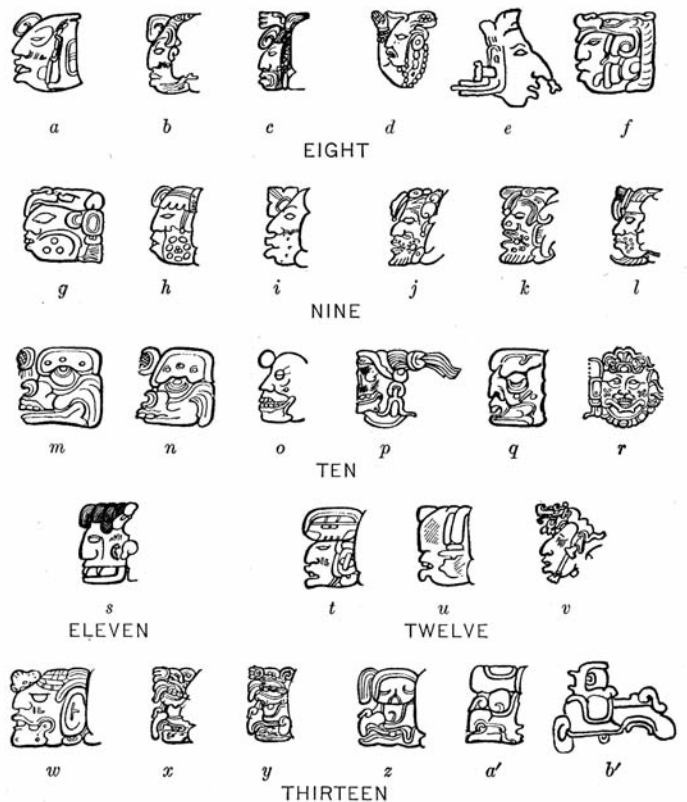 a b c d e f
EIGHT
g h i j k l
NINE
m n o p q r
TEN
s t u v
ELEVEN TWELVE
w x y z a′ b′
THIRTEEN